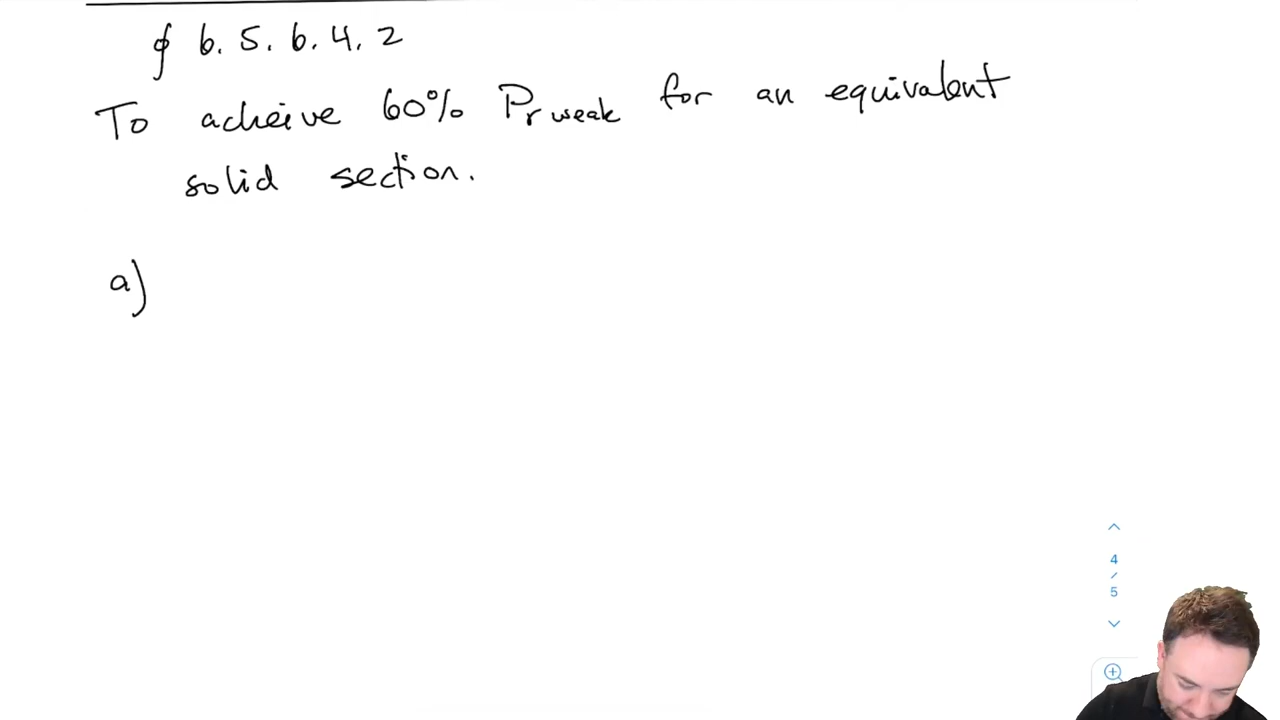 § 6.5.6.4.2
To acheive 60% Pr weak for an equivalent
solid section.
a)
4
/
5